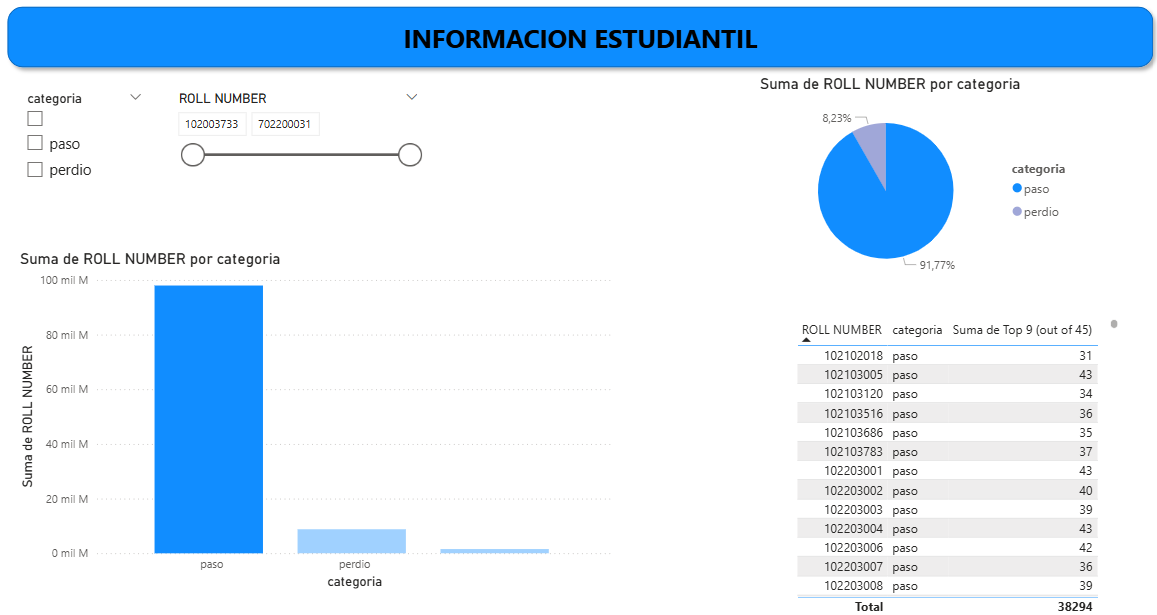 INFORMACION ESTUDIANTIL
categoria
paso
perdio
ROLL NUMBER
102003733 702200031
Suma de ROLL NUMBER por categoria
8,23%
91,77%
categoria
paso
perdio
Suma de ROLL NUMBER por categoria
Suma de ROLL NUMBER
100 mil M
80 mil M
60 mil M
40 mil M
20 mil M
0 mil M
paso perdio
categoria
ROLL NUMBER categoria Suma de Top 9 (out of 45)
102102018 paso 31
102103005 paso 43
102103120 paso 34
102103516 paso 36
102103686 paso 35
102103783 paso 37
102203001 paso 43
102203002 paso 40
102203003 paso 39
102203004 paso 43
102203006 paso 42
102203007 paso 36
102203008 paso 39
Total 38294